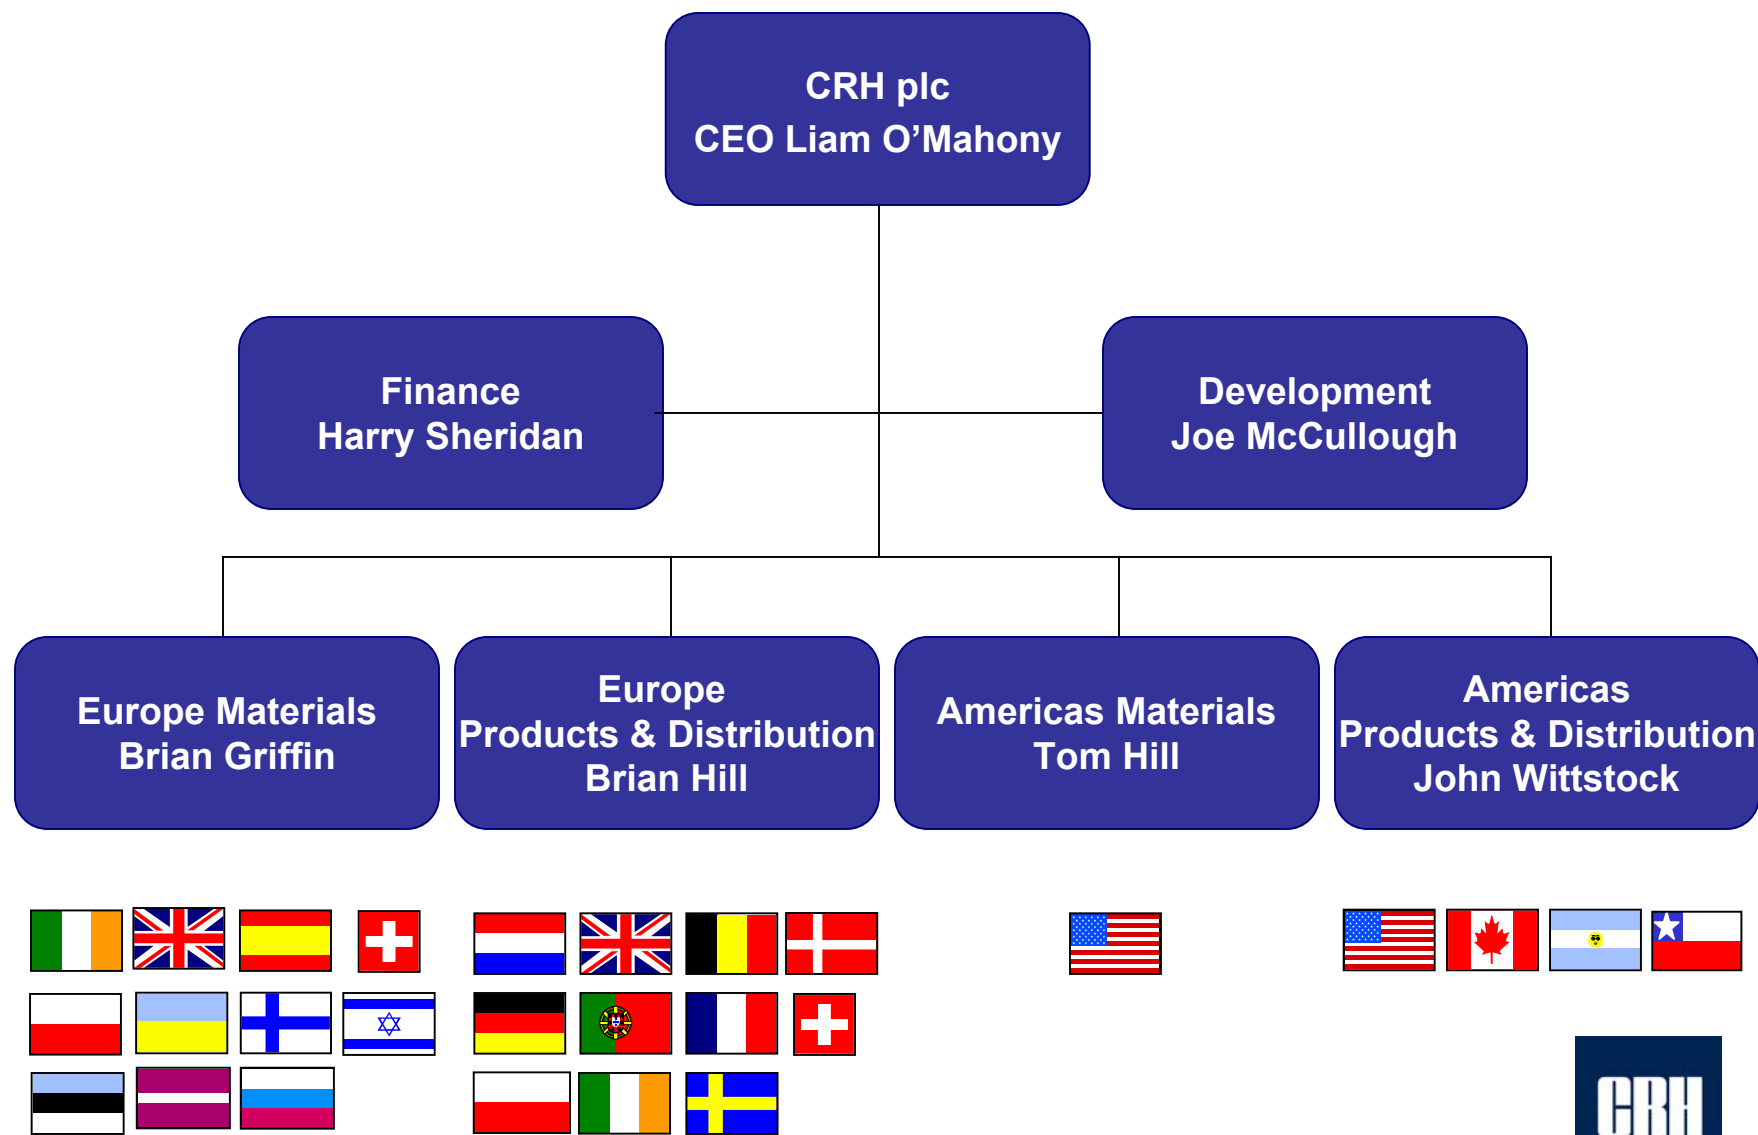 CRH plc
CEO Liam O’Mahony
Finance
Harry Sheridan
Development
Joe McCullough
Europe Materials
Brian Griffin
Europe
Products & Distribution
Brian Hill
Americas Materials
Tom Hill
Americas
Products & Distribution
John Wittstock
CRH